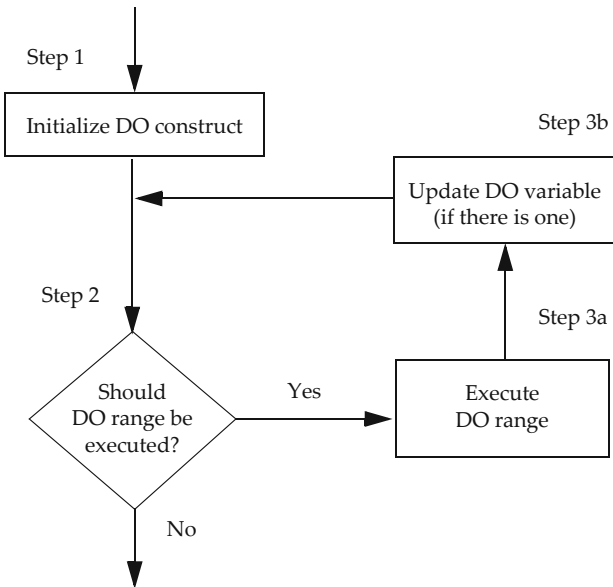 Step 1
Initialize DO construct
Step 3b
Update DO variable
(if there is one)
Step 2
Step 3a
Should
DO range be
executed?
Yes
Execute
DO range
No